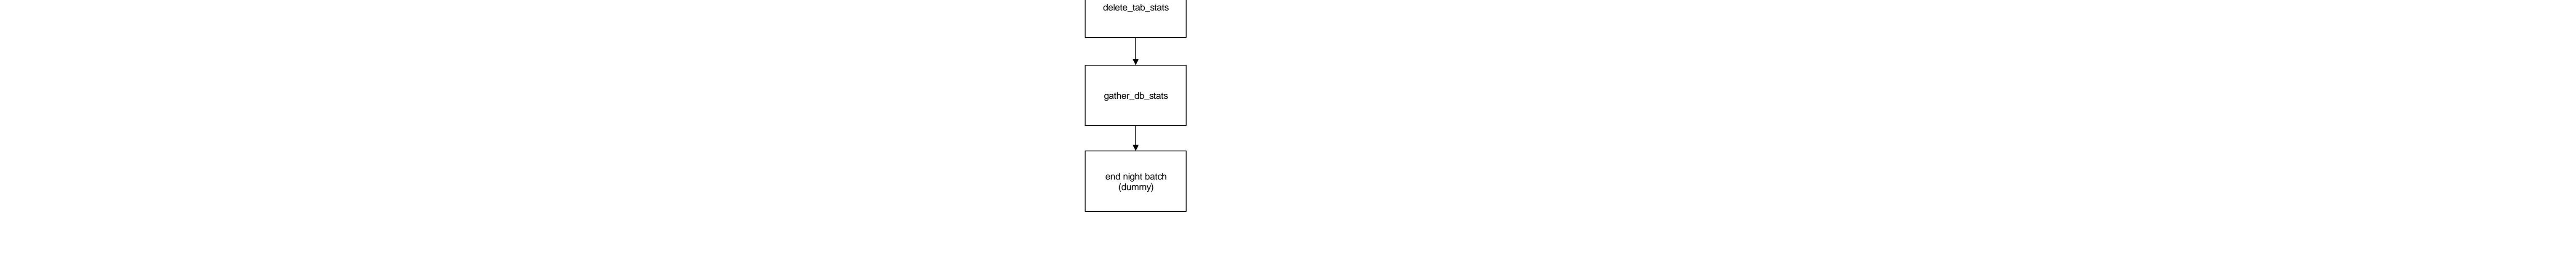 delete_tab_stats
gather_db_stats
end night batch
(dummy)